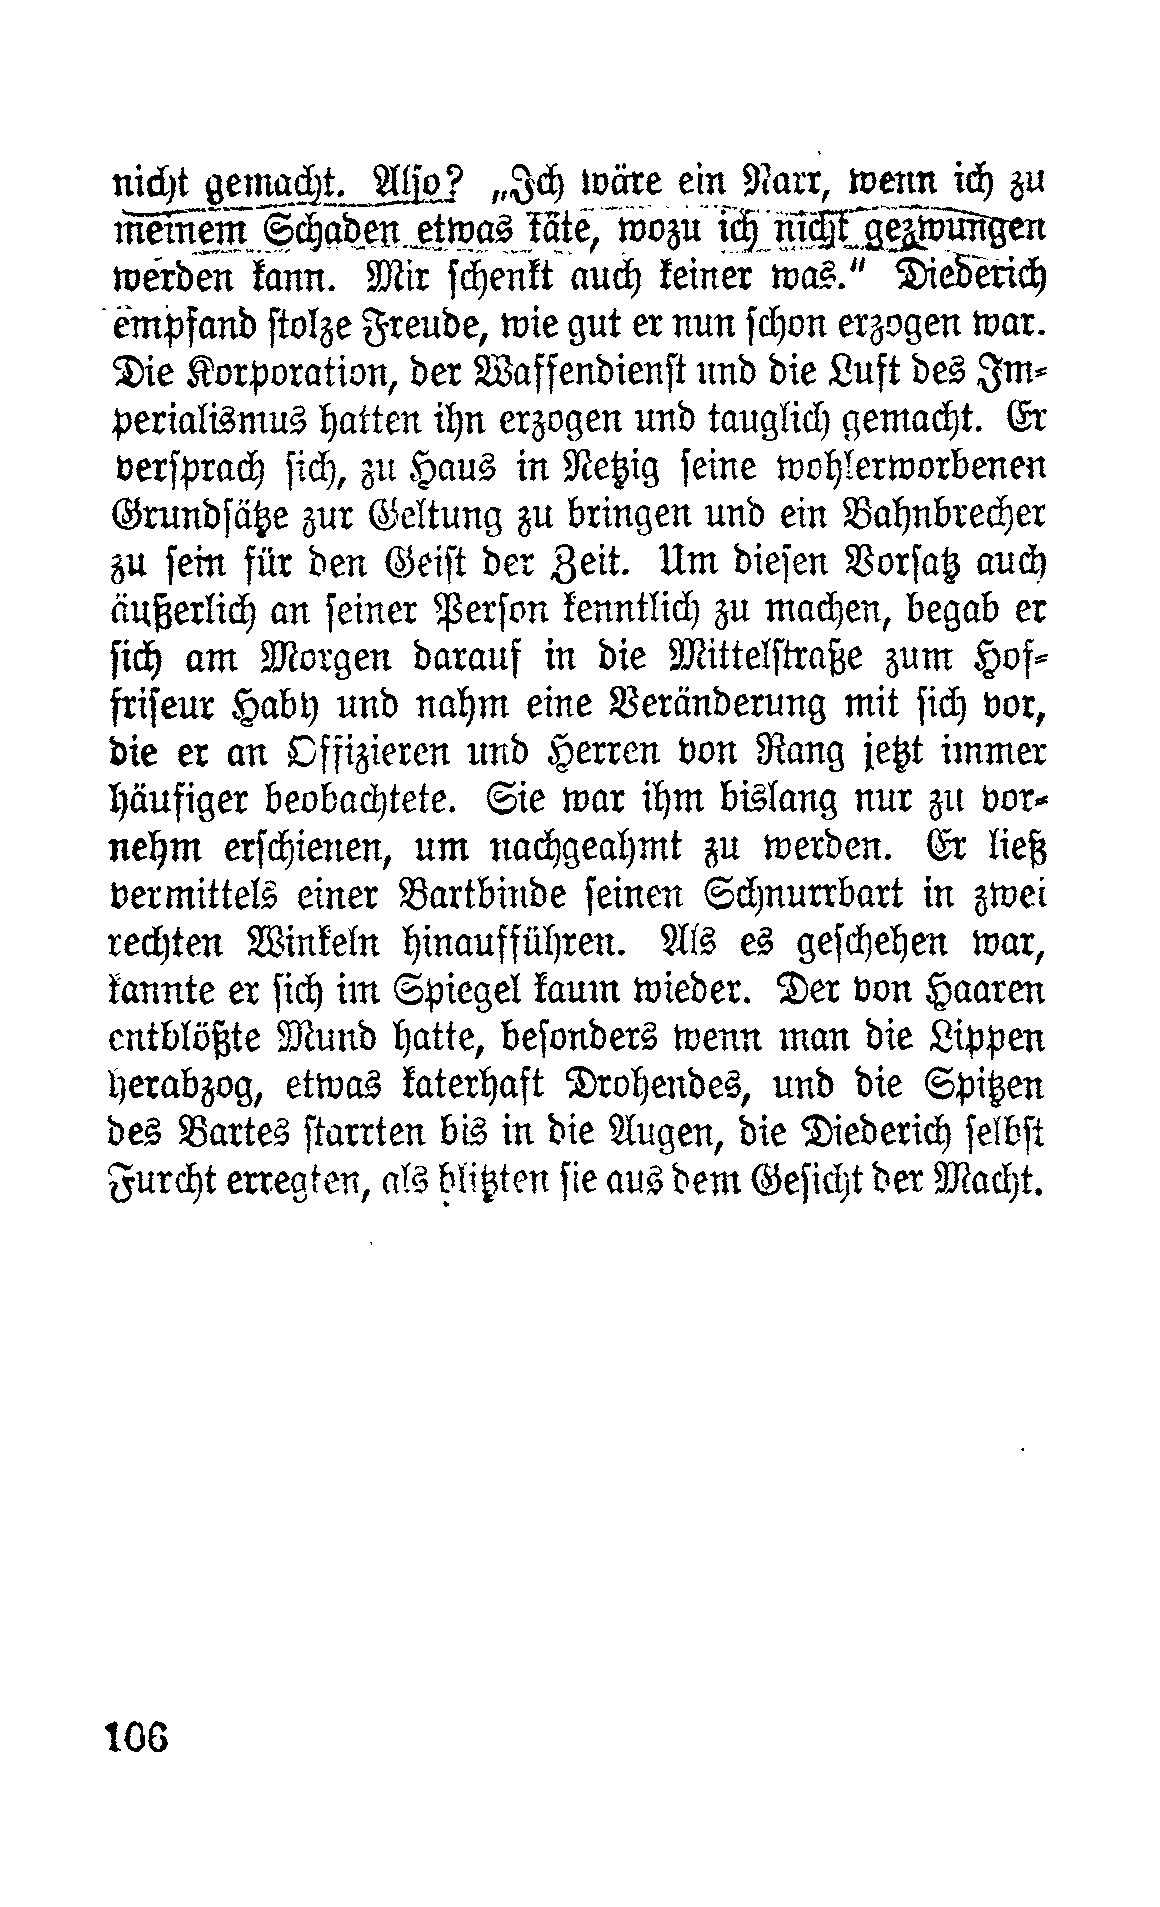 nicht gemacht. Also? „Ich wäre ein Narr, wenn ich zu
meinem Schaden etwas täte, wozu ich nicht gezwungen
werden kann. Mir schenkt auch keiner was.“ Diederich
empfand stolze Freude, wie gut er nun schon erzogen war.
Die Korporation, der Waffendienst und die Luft des Im-
perialismus hatten ihn erzogen und tauglich gemacht. Er
versprach sich, zu Haus in Netzig seine wohlerworbenen
Grundsätze zur Geltung zu bringen und ein Bahnbrecher
zu sein für den Geist der Zeit. Um diesen Vorsatz auch
äußerlich an seiner Person kenntlich zu machen, begab er
sich am Morgen darauf in die Mittelstraße zum Hof-
friseur Haby und nahm eine Veränderung mit sich vor,
die er an Offizieren und Herren von Rang jetzt immer
häufiger beobachtete. Sie war ihm bislang nur zu vor-
nehm erschienen, um nachgeahmt zu werden. Er ließ
vermittels einer Bartbinde seinen Schnurrbart in zwei
rechten Winkeln hinaufführen. Als es geschehen war,
kannte er sich im Spiegel kaum wieder. Der von Haaren
entblößte Mund hatte, besonders wenn man die Lippen
herabzog, etwas katerhaft Drohendes, und die Spitzen
des Bartes starrten bis in die Augen, die Diederich selbst
Furcht erregten, als blitzten sie aus dem Gesicht der Macht.
106